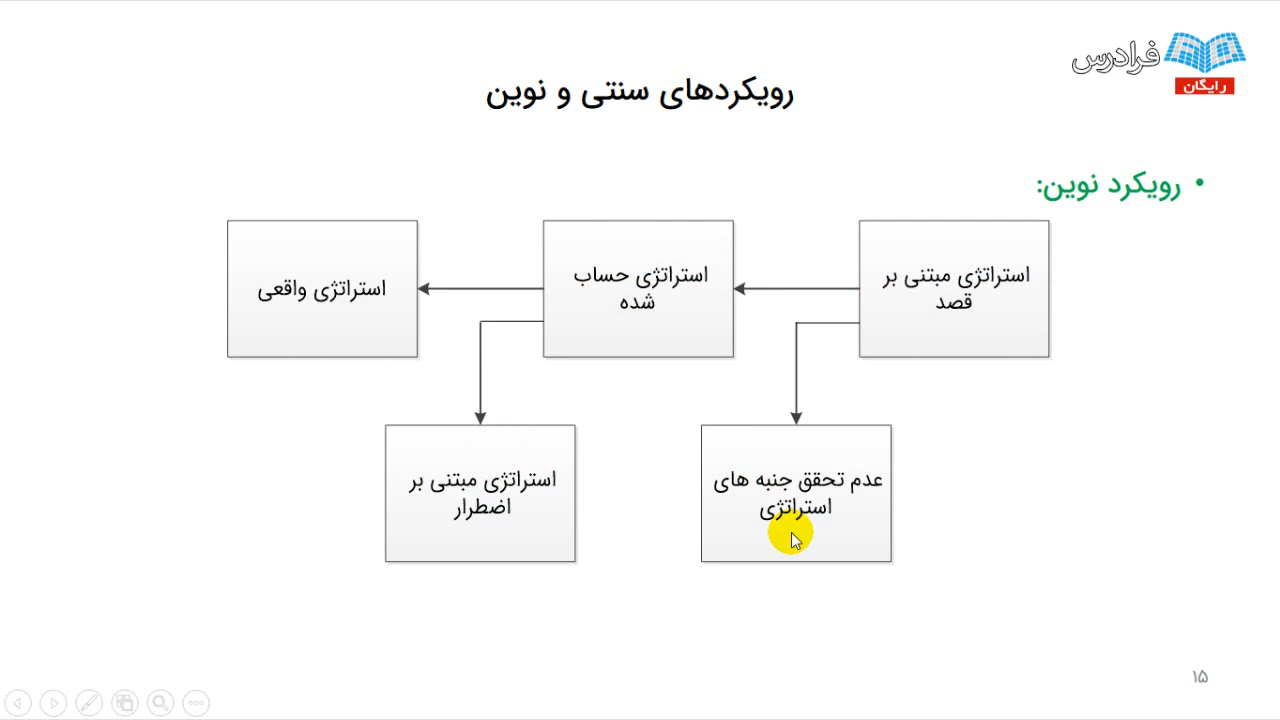 فرادرس
رایگان
رویکردهای سنتی و نوین
• رویکرد نوین:
استراتژی مبتنی بر
قصد
استراتژی حساب
شده
استراتژی واقعی
عدم تحقق جنبه های
استراتژی
استراتژی مبتنی بر
اضطرار
۱۵